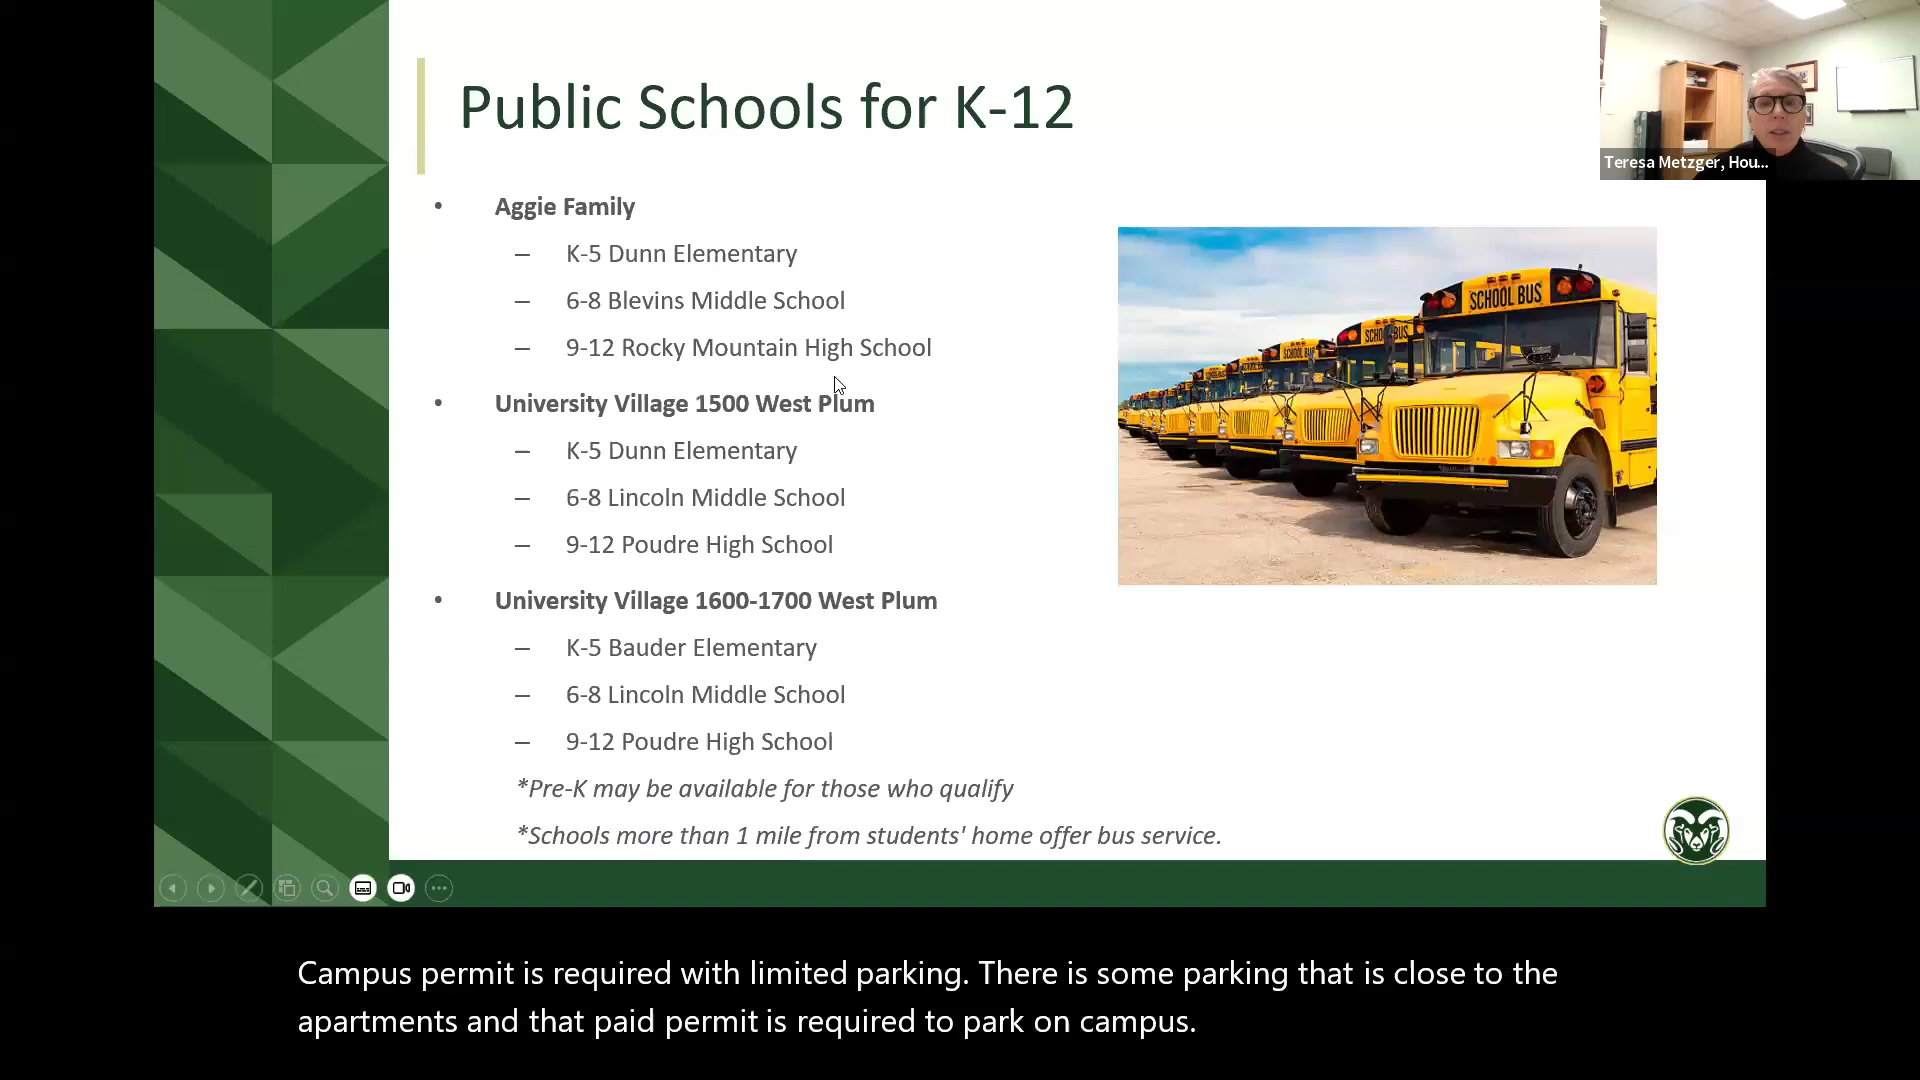 Public Schools for K-12
Teresa Metzger, Hou...
• Aggie Family
– K-5 Dunn Elementary
– 6-8 Blevins Middle School
– 9-12 Rocky Mountain High School
• University Village 1500 West Plum
– K-5 Dunn Elementary
– 6-8 Lincoln Middle School
– 9-12 Poudre High School
• University Village 1600-1700 West Plum
– K-5 Bauder Elementary
– 6-8 Lincoln Middle School
– 9-12 Poudre High School
*Pre-K may be available for those who qualify
*Schools more than 1 mile from students' home offer bus service.
SCHOOL BUS
SCHOOL BUS
SCHOOL BUS
Campus permit is required with limited parking. There is some parking that is close to the
apartments and that paid permit is required to park on campus.